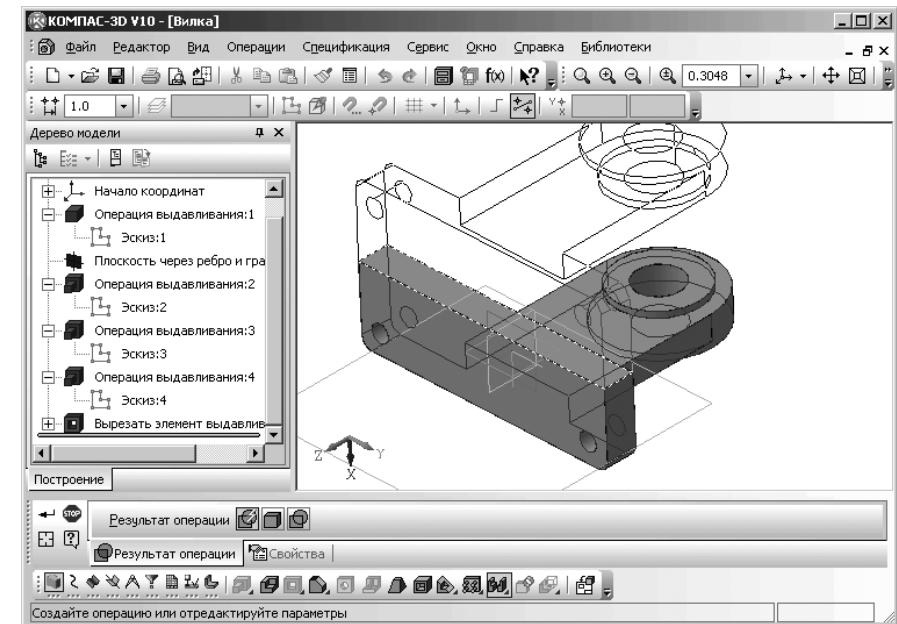 КОМПАС-3D V10 - [Вилка]
Файл Редактор Вид Операции Спецификация Сервис Окно Справка Библиотеки
f(x) 0.3048
1.0
Дерево модели
Начало координат
Операция выдавливания:1
Эскиз:1
Плоскость через ребро и гра
Операция выдавливания:2
Эскиз:2
Операция выдавливания:3
Эскиз:3
Операция выдавливания:4
Эскиз:4
Вырезать элемент выдавлив
Z Y
X
Построение
STOP
Результат операции
Результат операции Свойства
Создайте операцию или отредактируйте параметры